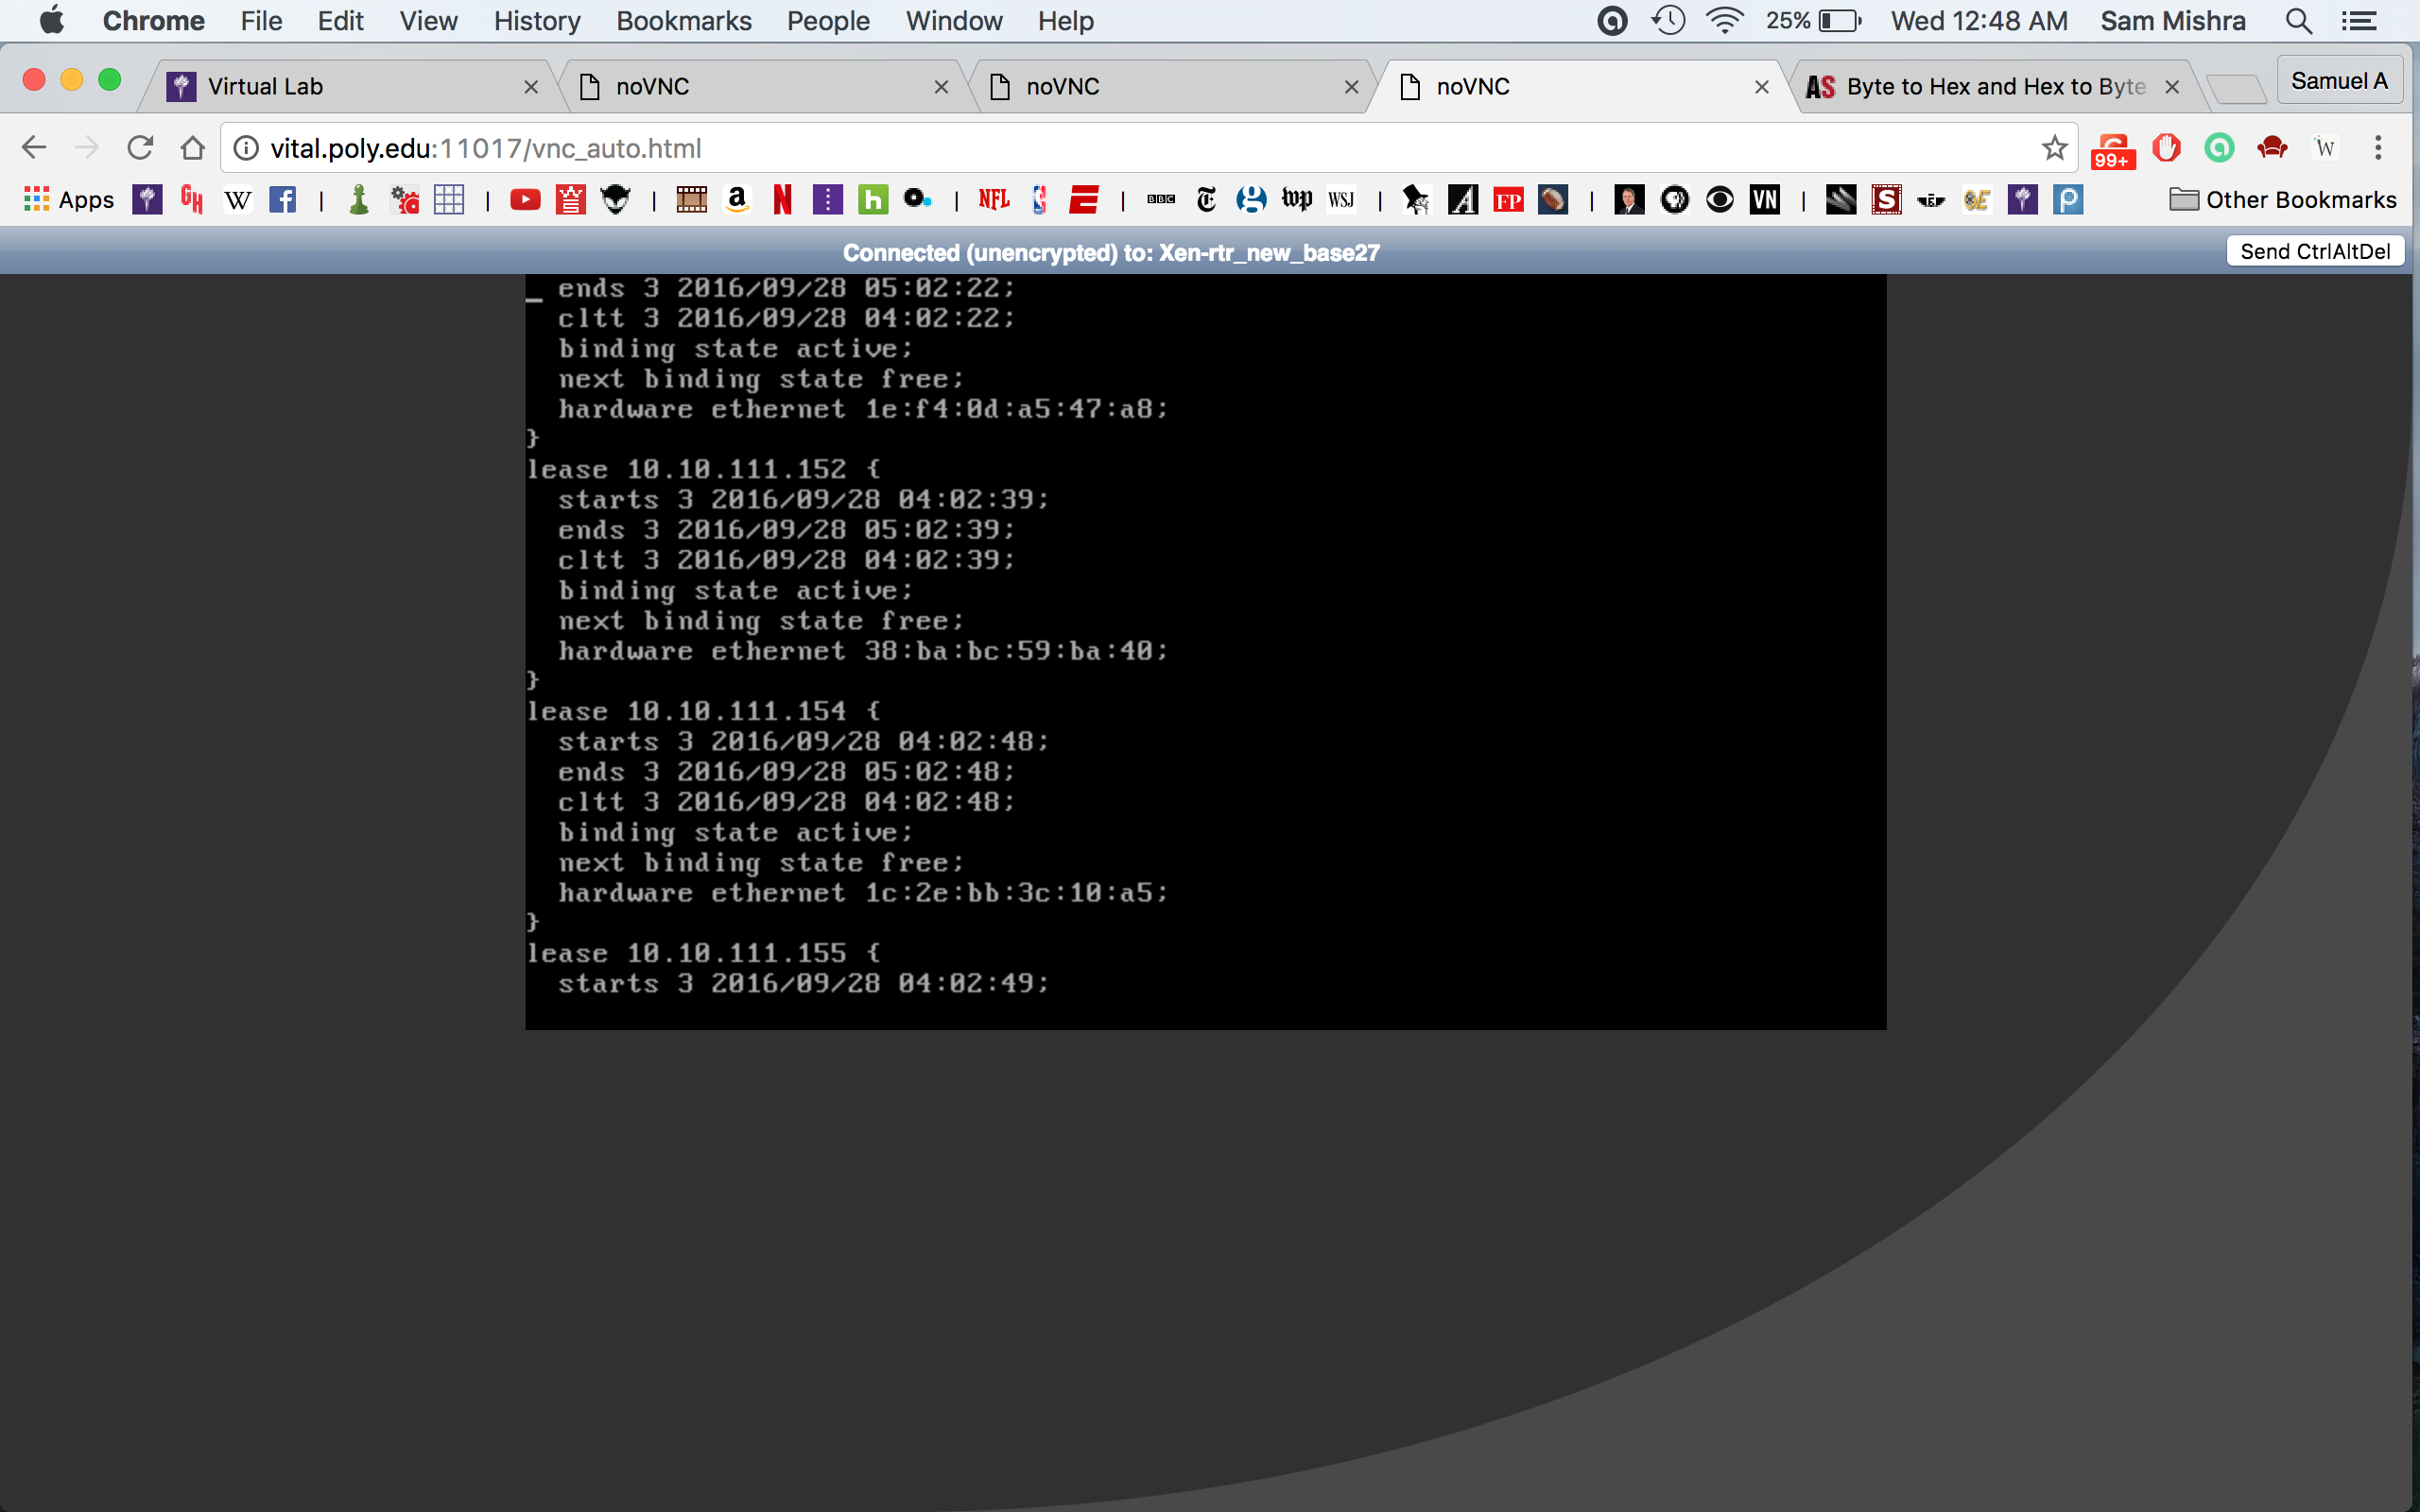 Chrome File Edit View History Bookmarks People Window Help 25% Wed 12:48 AM Sam Mishra
Virtual Lab noVNC noVNC noVNC Byte to Hex and Hex to Byte Samuel A
vital.poly.edu:11017/vnc_auto.html 99+ W
Apps GH W | | | a N h | NFL E | BBC T g wp WSJ | A FP | VN | S E P Other Bookmarks
Connected (unencrypted) to: Xen-rtr_new_base27 Send CtrlAltDel
_ ends 3 2016/09/28 05:02:22;
cltt 3 2016/09/28 04:02:22;
binding state active;
next binding state free;
hardware ethernet 1e:f4:0d:a5:47:a8;
}
lease 10.10.111.152 {
starts 3 2016/09/28 04:02:39;
ends 3 2016/09/28 05:02:39;
cltt 3 2016/09/28 04:02:39;
binding state active;
next binding state free;
hardware ethernet 38:ba:bc:59:ba:40;
}
lease 10.10.111.154 {
starts 3 2016/09/28 04:02:48;
ends 3 2016/09/28 05:02:48;
cltt 3 2016/09/28 04:02:48;
binding state active;
next binding state free;
hardware ethernet 1c:2e:bb:3c:10:a5;
}
lease 10.10.111.155 {
starts 3 2016/09/28 04:02:49;